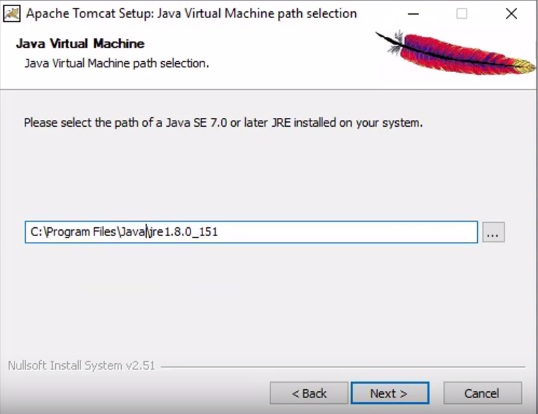 Apache Tomcat Setup: Java Virtual Machine path selection
Java Virtual Machine
Java Virtual Machine path selection.
Please select the path of a Java SE 7.0 or later JRE installed on your system.
C:\Program Files\Java\jre1.8.0_151
...
Nullsoft Install System v2.51
< Back Next > Cancel